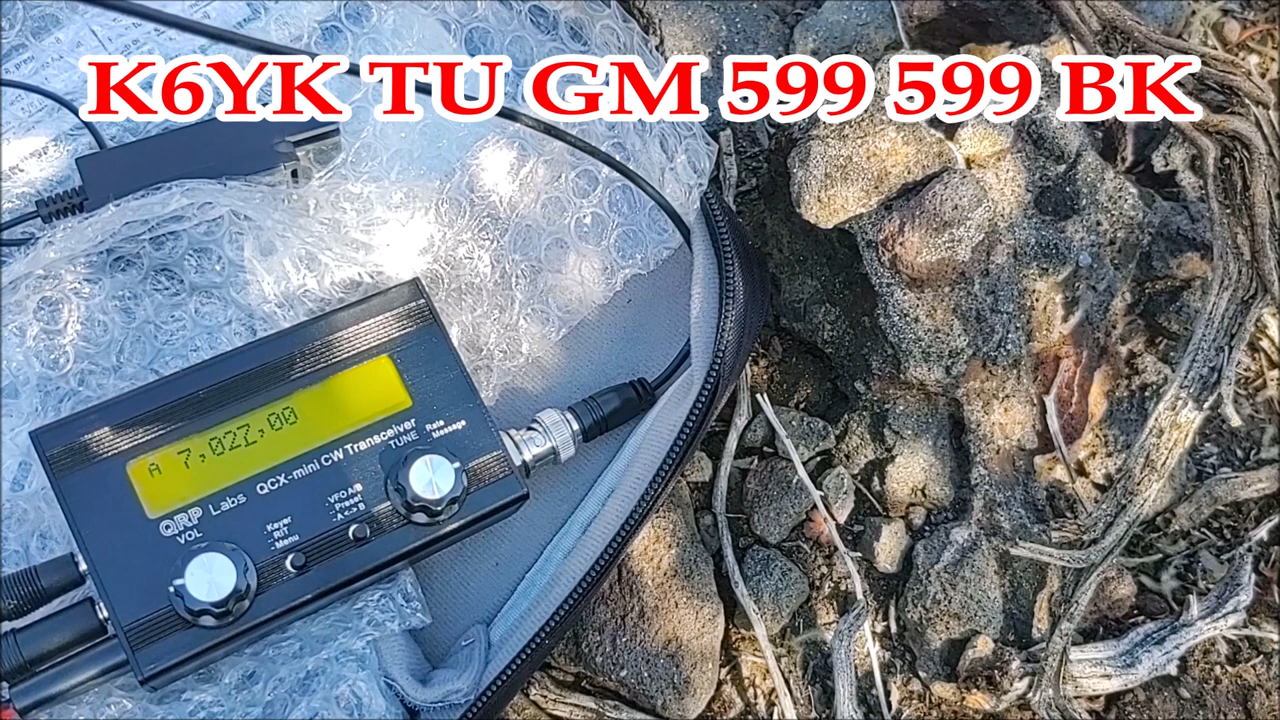 K6YK TU GM 599 599 BK
A 7,027,00
QRP Labs QCX-mini CW Transceiver
VOL
Keyer
.. RIT
-- Menu
VFO A/B
.. Preset
- A <-> B
TUNE
Rate
.. Message